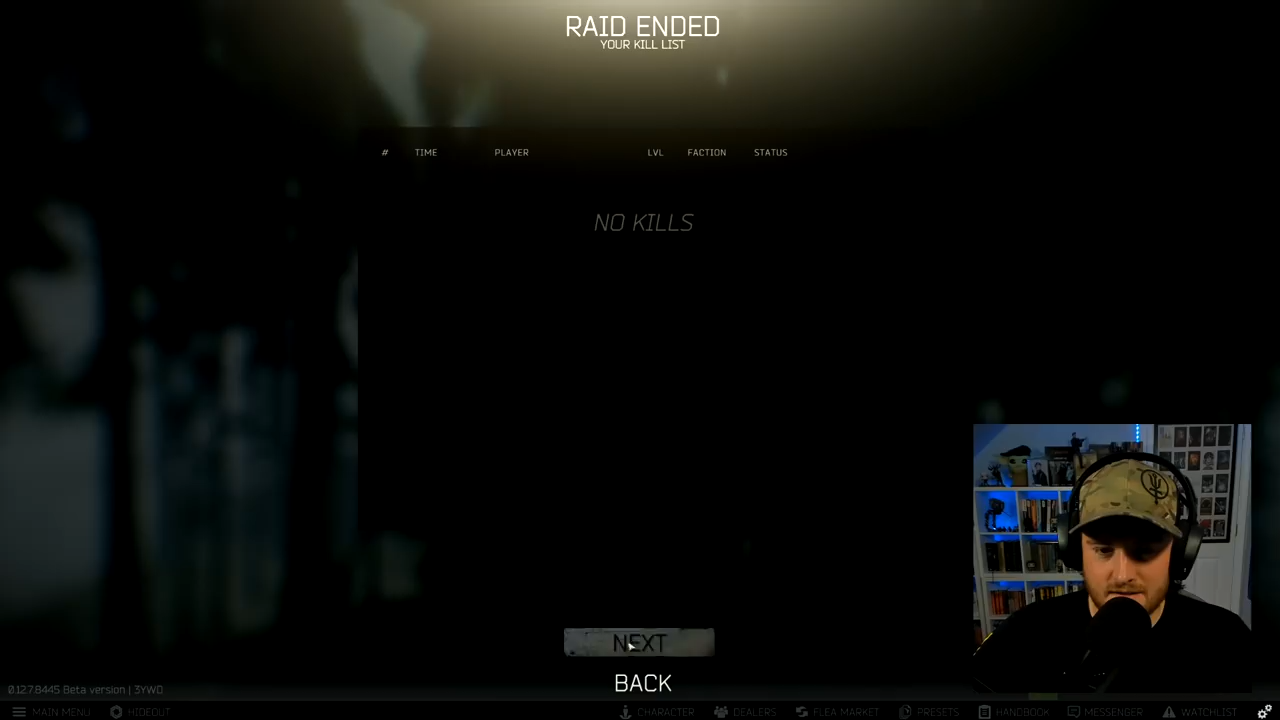 RAID ENDED
YOUR KILL LIST
# TIME PLAYER LVL FACTION STATUS
NO KILLS
NEXT
BACK
0.12.7.8445 Beta version | 3YWO
MAIN MENU HIDEOUT CHARACTER DEALERS FLEA MARKET PRESETS HANDBOOK MESSENGER WATCHLIST